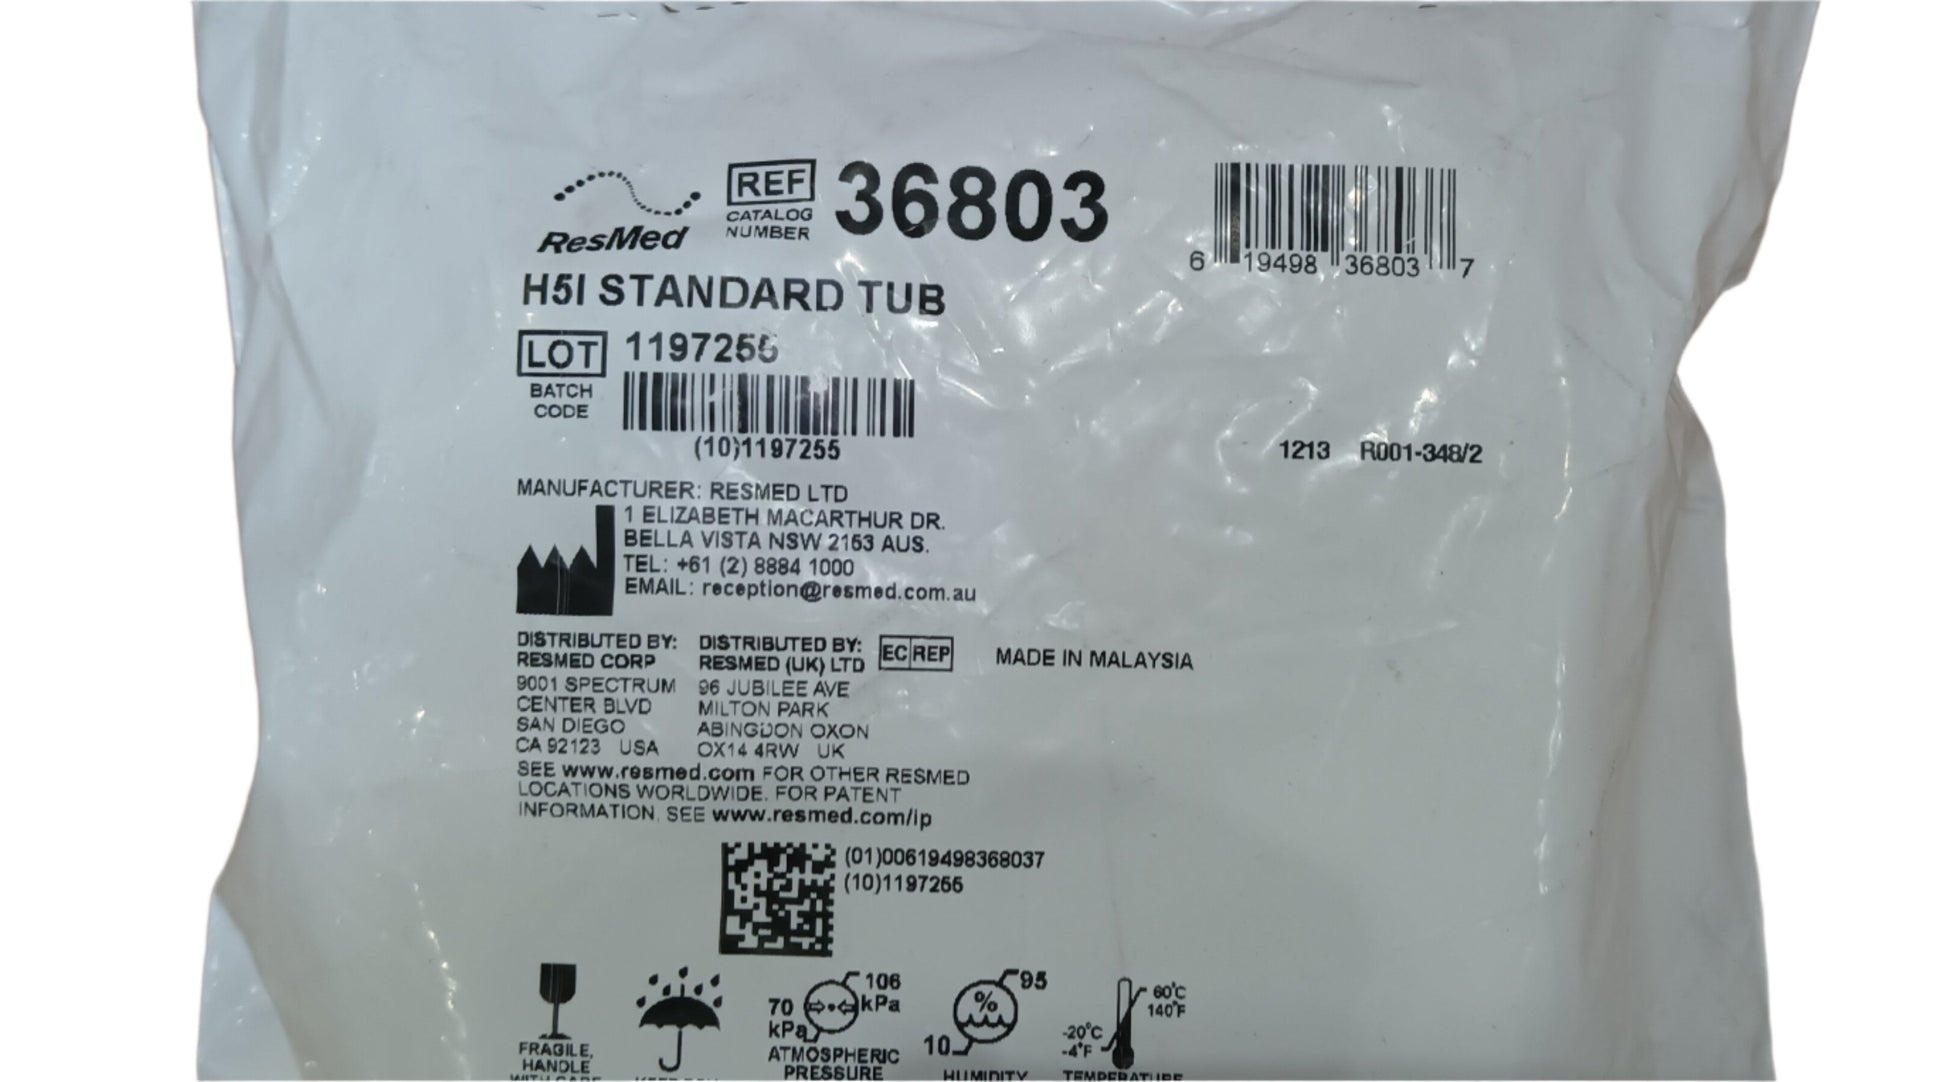 ResMed
REF
CATALOG
NUMBER
36803
6 19498 36803 7
H5I STANDARD TUB
LOT 1197255
BATCH
CODE
(10)1197255
1213 R001-348/2
MANUFACTURER: RESMED LTD
1 ELIZABETH MACARTHUR DR.
BELLA VISTA NSW 2153 AUS.
TEL: +61 (2) 8884 1000
EMAIL: reception@resmed.com.au
DISTRIBUTED BY:
RESMED CORP
9001 SPECTRUM
CENTER BLVD
SAN DIEGO
CA 92123 USA
DISTRIBUTED BY:
RESMED (UK) LTD
96 JUBILEE AVE
MILTON PARK
ABINGDON OXON
OX14 4RW UK
EC REP
MADE IN MALAYSIA
SEE www.resmed.com FOR OTHER RESMED
LOCATIONS WORLDWIDE. FOR PATENT
INFORMATION, SEE www.resmed.com/ip
(01)00619498368037
(10)1197255
FRAGILE,
HANDLE
WITH CARE
70
kPa
106
kPa
ATMOSPHERIC
PRESSURE
%
95
10
HUMIDITY
60°C
140°F
-20°C
-4°F
TEMPERATURE